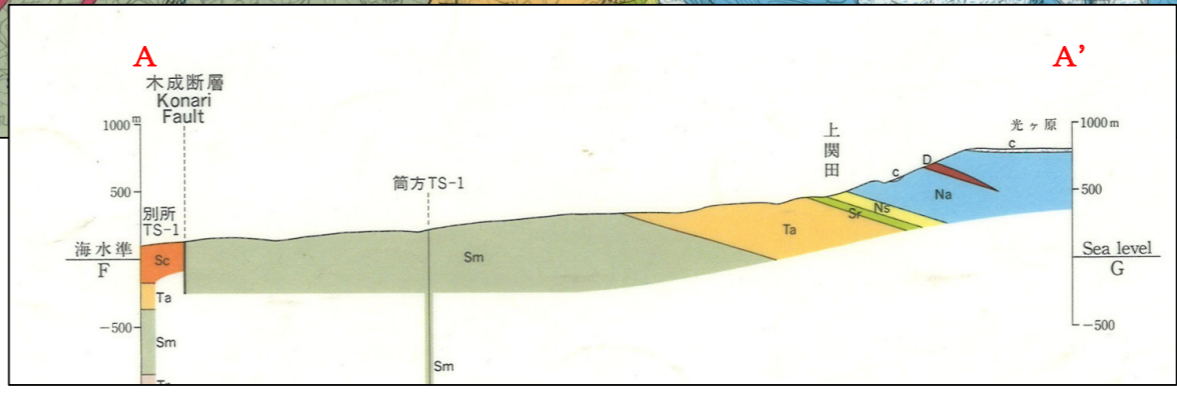 A
A’
木成断層
Konari
Fault
1000m
500
別所
TS-1
海水準
F
-500
Sc
Ta
Sm
筒方TS-1
Sm
Sm
上関田
Ta
Sr
Ns
c
D
Na
光ヶ原
c
1000m
500
Sea level
G
-500